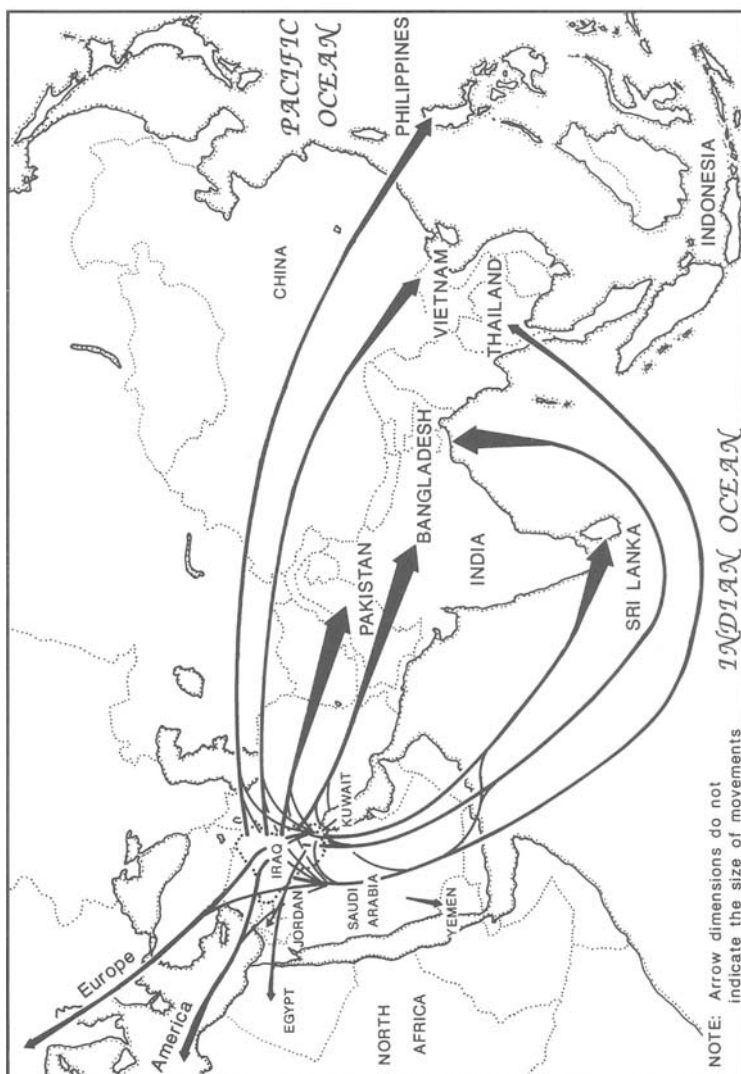 PACIFIC
OCEAN
PHILIPPINES
CHINA
VIETNAM
THAILAND
INDONESIA
BANGLADESH
PAKISTAN
INDIA
SRI LANKA
INDIAN OCEAN
Europe
America
IRAQ
KUWAIT
JORDAN
EGYPT
SAUDI
ARABIA
YEMEN
NORTH
AFRICA
NOTE: Arrow dimensions do not
indicate the size of movements